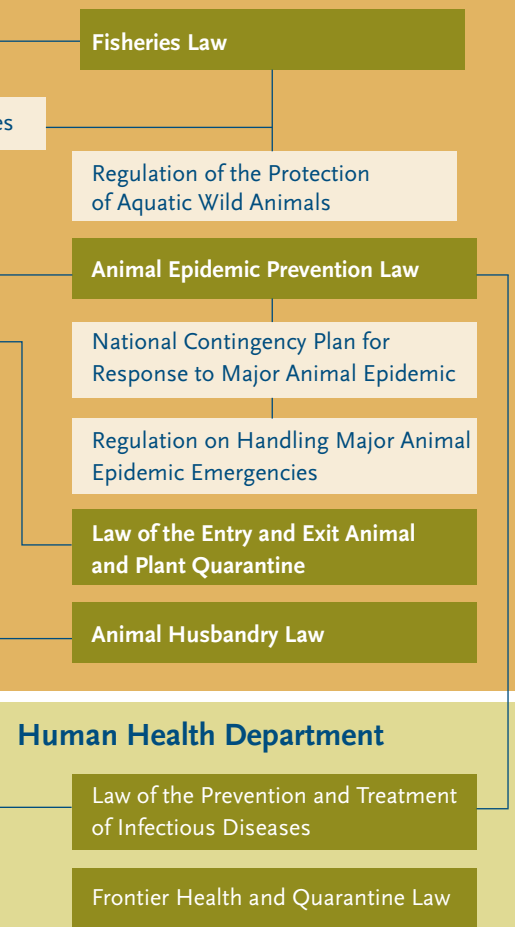 Fisheries Law
Regulation of the Protection
of Aquatic Wild Animals
Animal Epidemic Prevention Law
National Contingency Plan for
Response to Major Animal Epidemic
Regulation on Handling Major Animal
Epidemic Emergencies
Law of the Entry and Exit Animal
and Plant Quarantine
Animal Husbandry Law
Human Health Department
Law of the Prevention and Treatment
of Infectious Diseases
Frontier Health and Quarantine Law